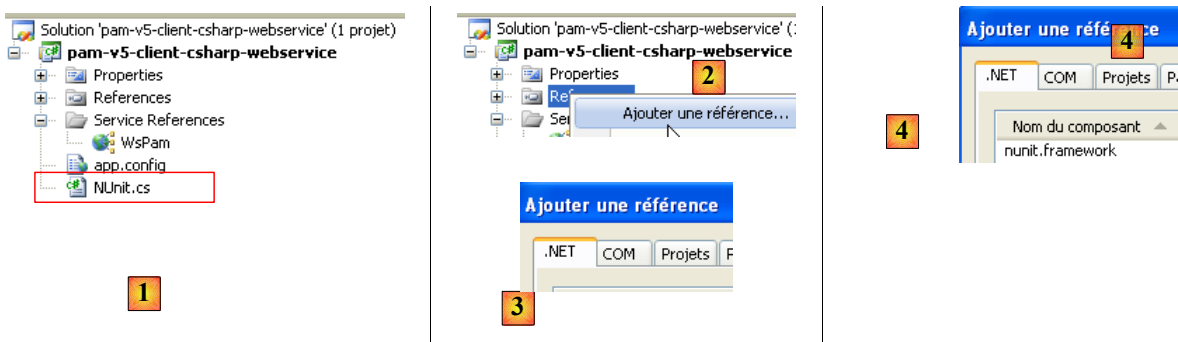 Solution 'pam-v5-client-csharp-webservice' (1 projet)
pam-v5-client-csharp-webservice
Properties
References
Service References
WsPam
app.config
NUnit.cs
1
Solution 'pam-v5-client-csharp-webservice' (
pam-v5-client-csharp-webservice
Properties
2
Ref
Ajouter une référence...
Ser
Ajouter une référence
.NET COM Projets
3
Ajouter une référence
4
.NET COM Projets
4
Nom du composant
nunit.framework